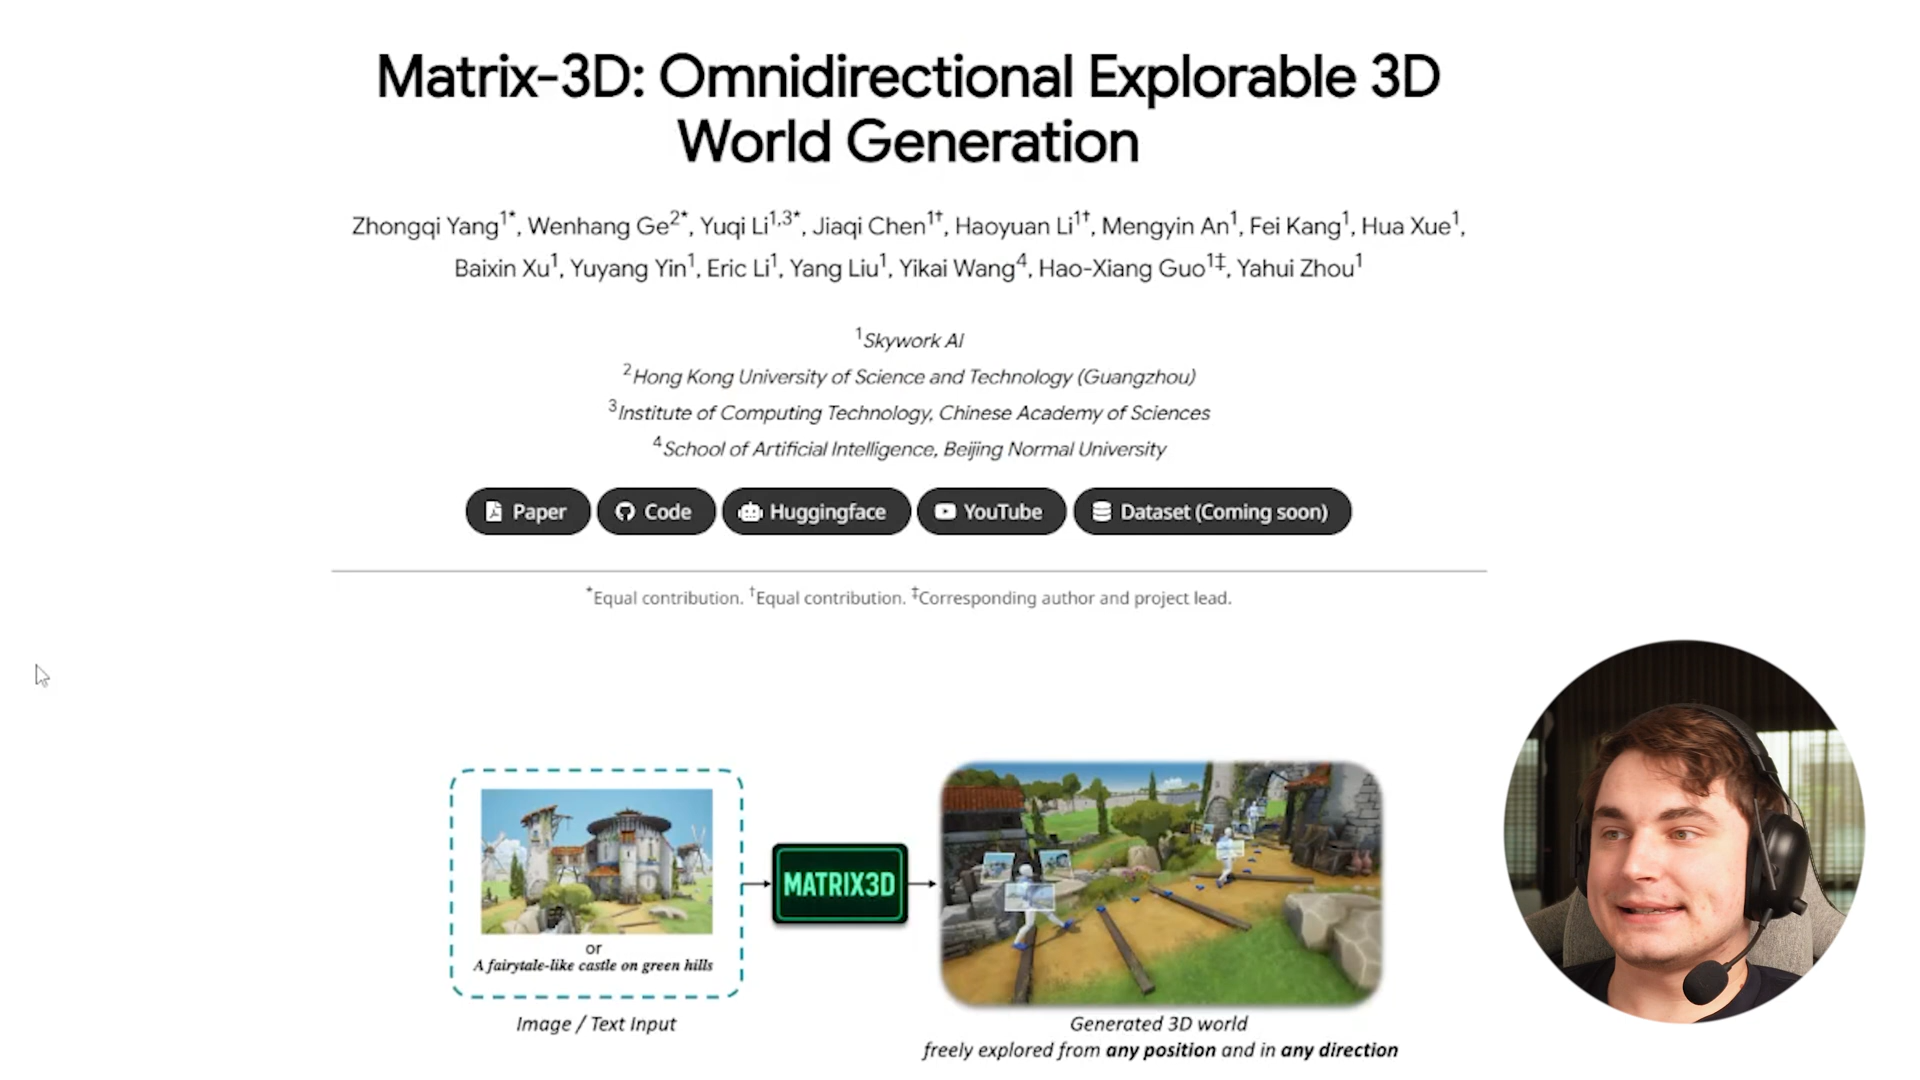 Matrix-3D: Omnidirectional Explorable 3D
World Generation
Zhongqi Yang1*, Wenhang Ge2*, Yuqi Li1,3*, Jiaqi Chen1†, Haoyuan Li1†, Mengyin An1, Fei Kang1, Hua Xue1,
Baixin Xu1, Yuyang Yin1, Eric Li1, Yang Liu1, Yikai Wang4, Hao-Xiang Guo1‡, Yahui Zhou1
1Skywork AI
2Hong Kong University of Science and Technology (Guangzhou)
3Institute of Computing Technology, Chinese Academy of Sciences
4School of Artificial Intelligence, Beijing Normal University
Paper Code Huggingface YouTube Dataset (Coming soon)
*Equal contribution. †Equal contribution. ‡Corresponding author and project lead.
MATRIX3D
or
A fairytale-like castle on green hills
Image / Text Input
Generated 3D world
freely explored from any position and in any direction